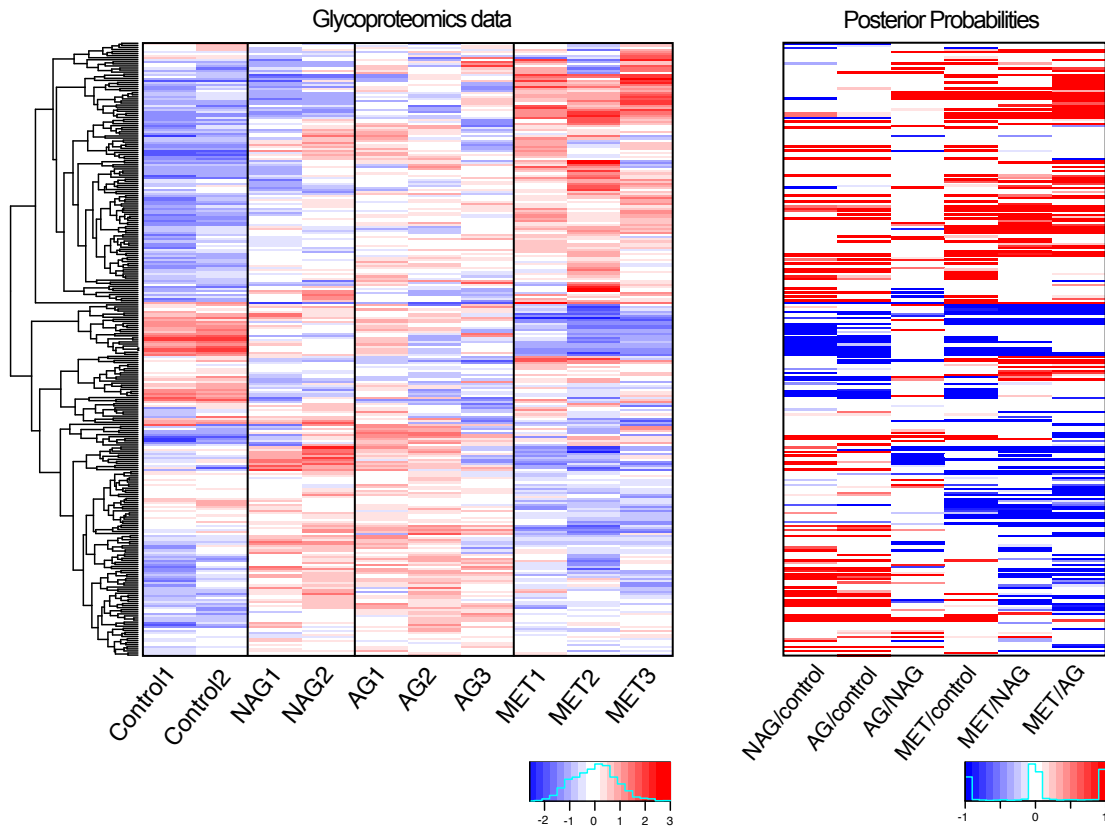 Glycoproteomics data
Posterior Probabilities
Control1
Control2
NAG1
NAG2
AG1
AG2
AG3
MET1
MET2
MET3
NAG/control
AG/control
AG/NAG
MET/control
MET/NAG
MET/AG
-2 -1 0 1 2 3
-1 0 1